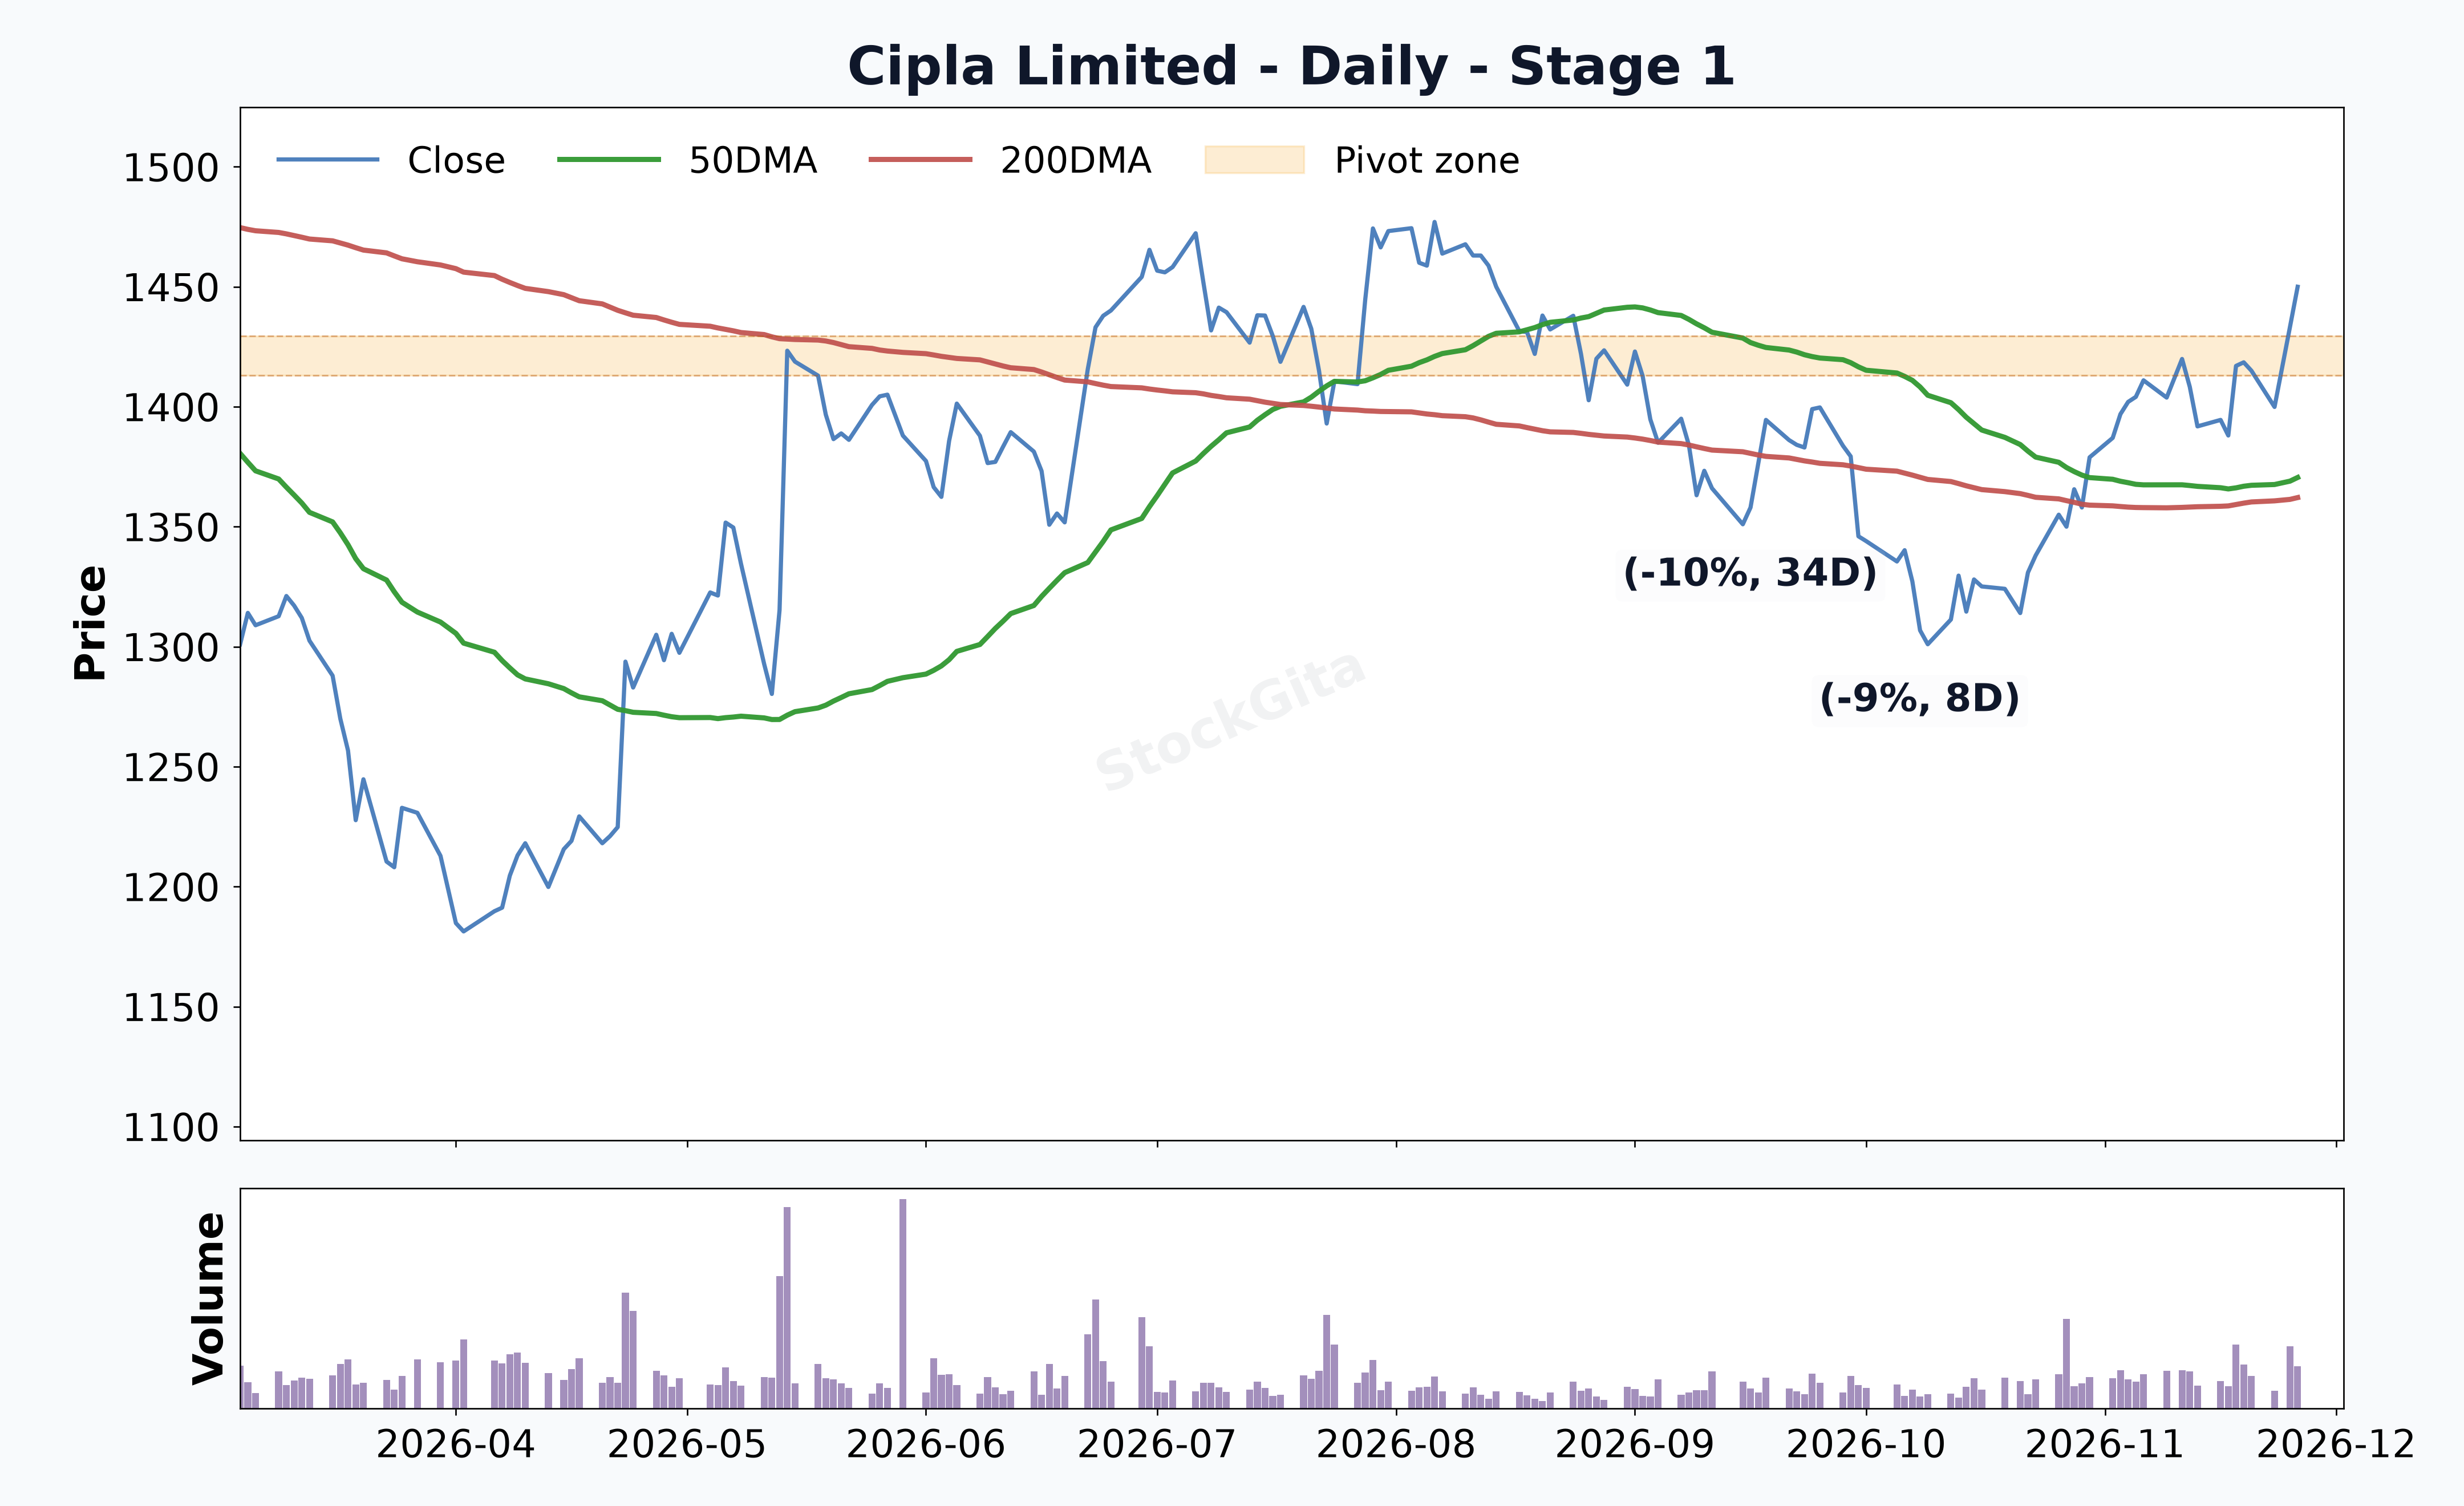 Cipla Limited - Daily - Stage 1
Close 50DMA 200DMA Pivot zone
Price
1500
1450
1400
1350
1300
1250
1200
1150
1100
(-10%, 34D)
(-9%, 8D)
StockGita
Volume
2026-04 2026-05 2026-06 2026-07 2026-08 2026-09 2026-10 2026-11 2026-12